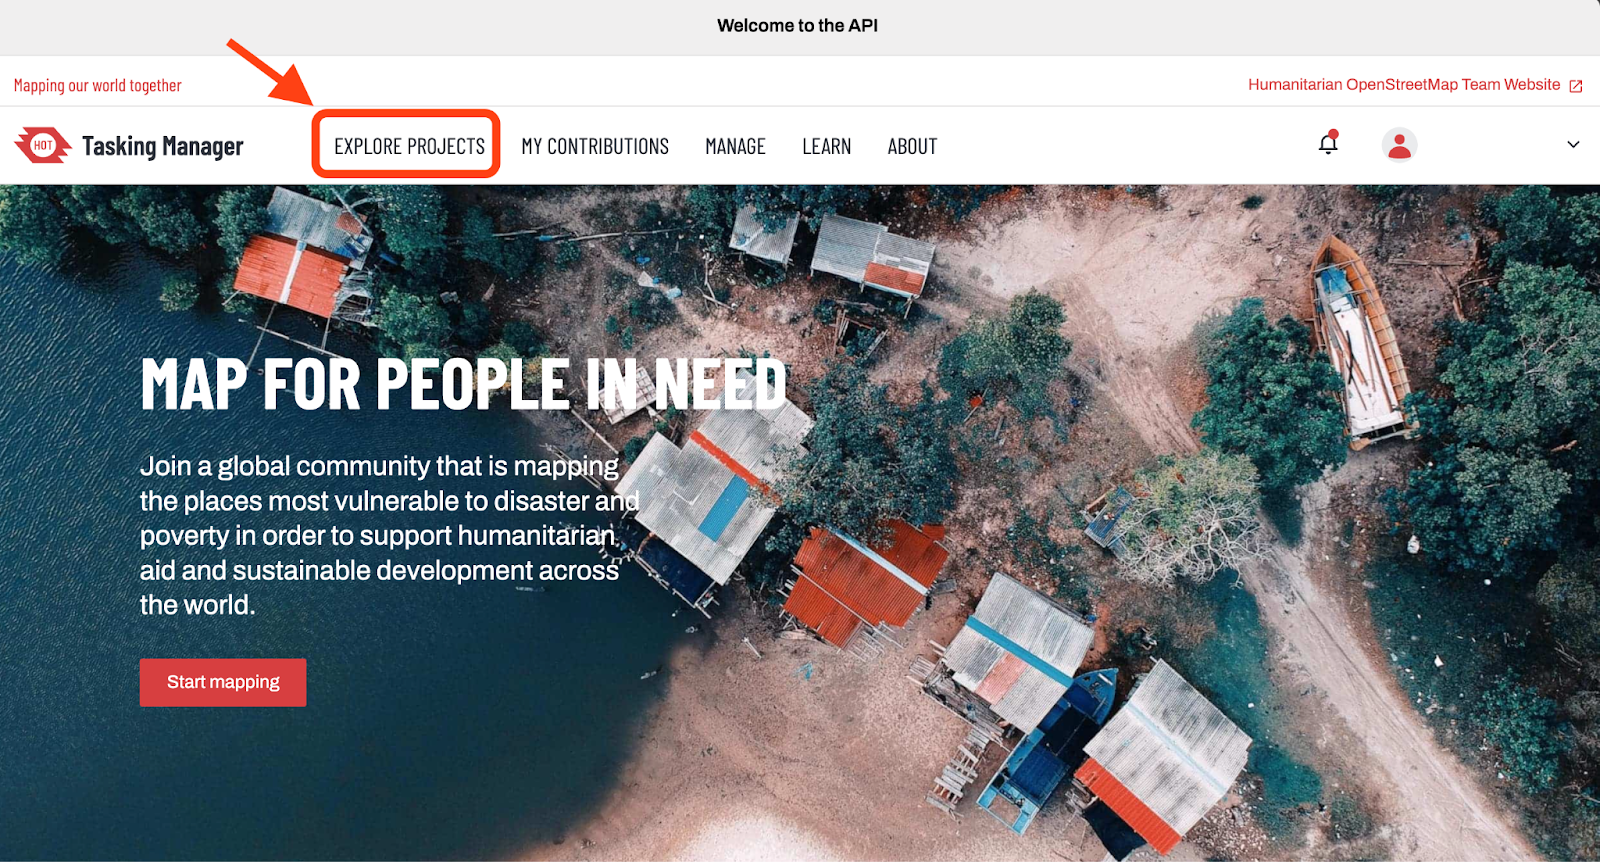 Welcome to the API
Mapping our world together
Humanitarian OpenStreetMap Team Website
HOT
Tasking Manager
EXPLORE PROJECTS
MY CONTRIBUTIONS
MANAGE
LEARN
ABOUT
MAP FOR PEOPLE IN NEED
Join a global community that is mapping
the places most vulnerable to disaster and
poverty in order to support humanitarian
aid and sustainable development across
the world.
Start mapping